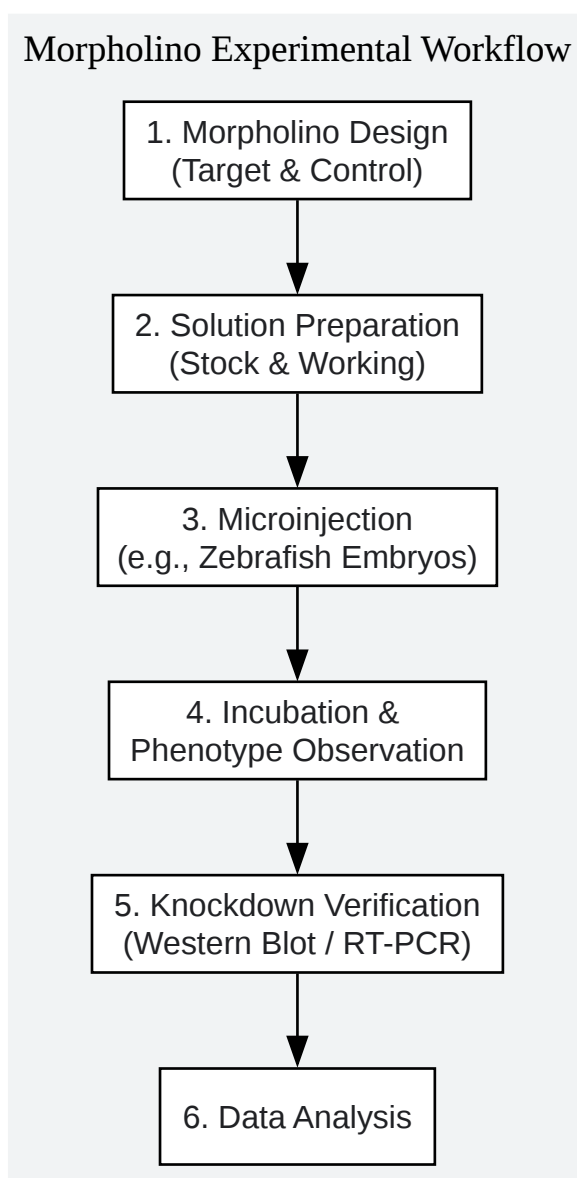 Morpholino Experimental Workflow
1. Morpholino Design
(Target & Control)
2. Solution Preparation
(Stock & Working)
3. Microinjection
(e.g., Zebrafish Embryos)
4. Incubation &
Phenotype Observation
5. Knockdown Verification
(Western Blot / RT-PCR)
6. Data Analysis